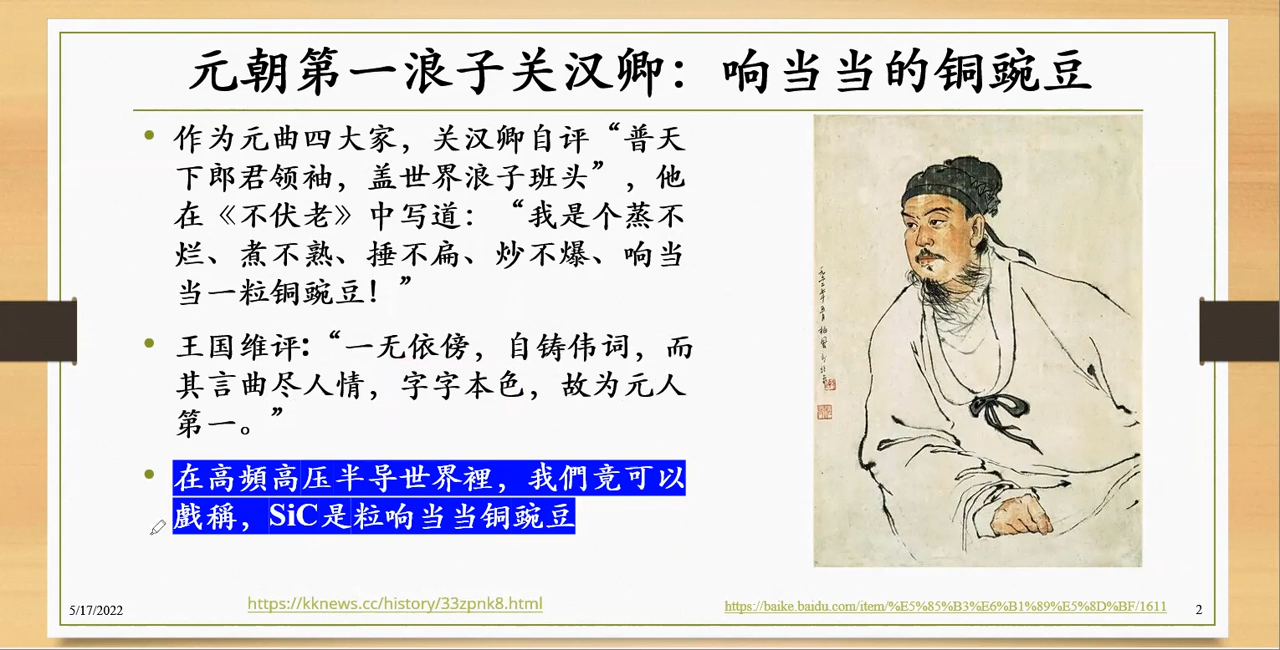 元朝第一浪子关汉卿：响当当的铜豌豆
作为元曲四大家，关汉卿自评“普天
下郎君领袖，盖世界浪子班头”，他
在《不伏老》中写道：“我是个蒸不
烂、煮不熟、捶不扁、炒不爆、响当
当一粒铜豌豆！”
王国维评:“一无依傍，自铸伟词，而
其言曲尽人情，字字本色，故为元人
第一。”
在高頻高压半导世界裡，我們竟可以
戲稱，SiC是粒响当当铜豌豆
5/17/2022
https://kknews.cc/history/33zpnk8.html
https://baike.baidu.com/item/%E5%85%B3%E6%B1%89%E5%8D%BF/1611
2